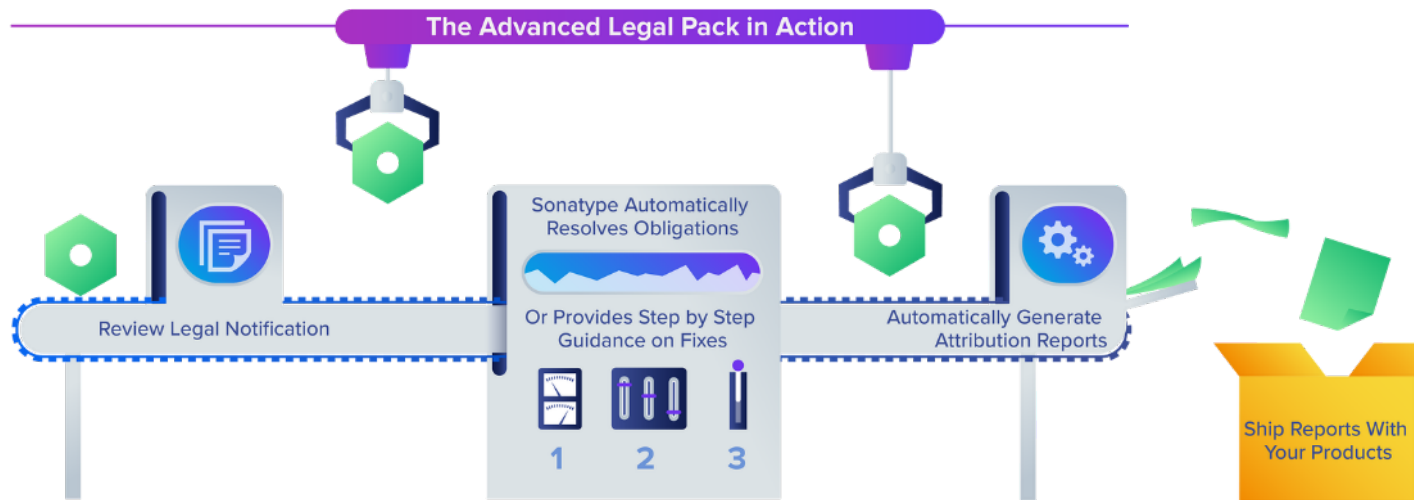 The Advanced Legal Pack in Action
Review Legal Notification
Sonatype Automatically
Resolves Obligations
Or Provides Step by Step
Guidance on Fixes
1 2 3
Automatically Generate
Attribution Reports
Ship Reports With
Your Products